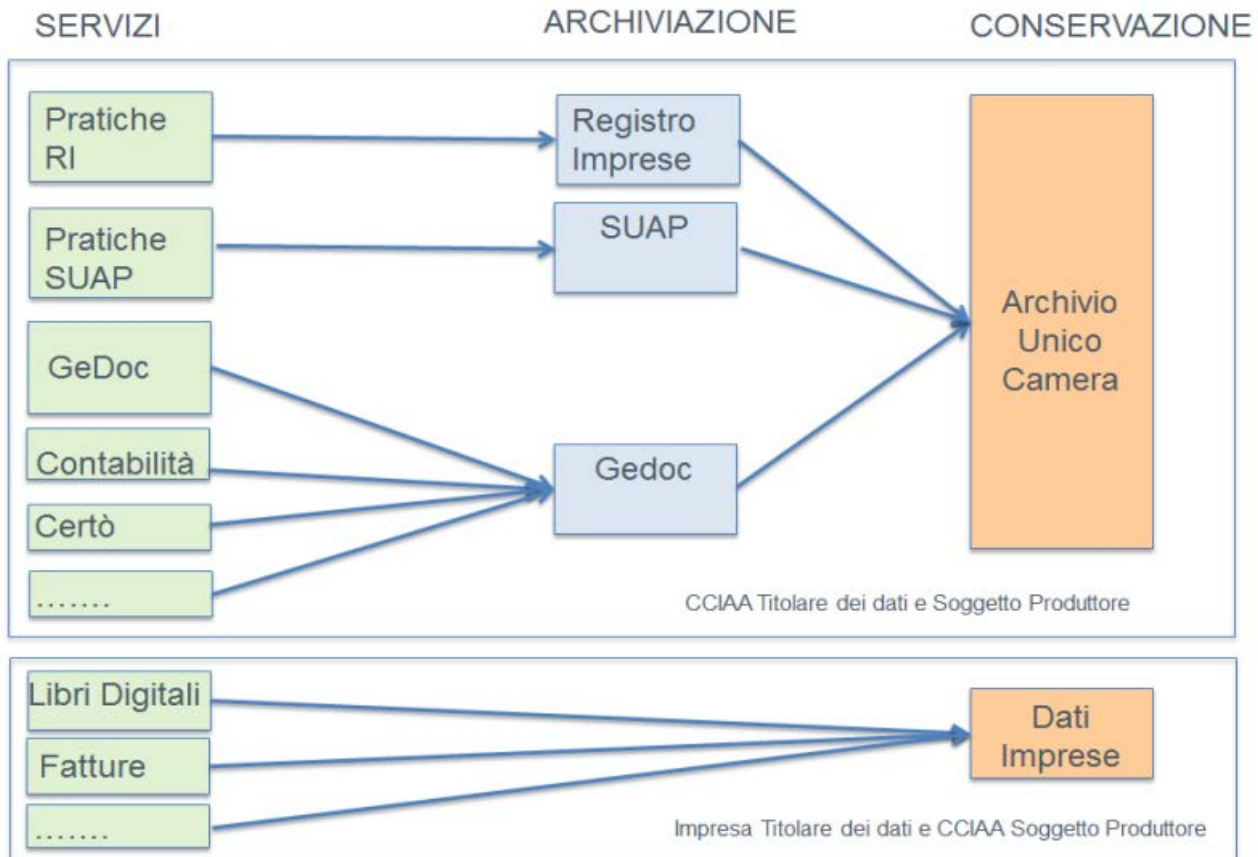 SERVIZI
ARCHIVIAZIONE
CONSERVAZIONE
Pratiche
RI
Registro
Imprese
Pratiche
SUAP
SUAP
GeDoc
Archivio
Unico
Camera
Contabilità
Gedoc
Certò
.......
CCIAA Titolare dei dati e Soggetto Produttore
Libri Digitali
Dati
Imprese
Fatture
.......
Impresa Titolare dei dati e CCIAA Soggetto Produttore